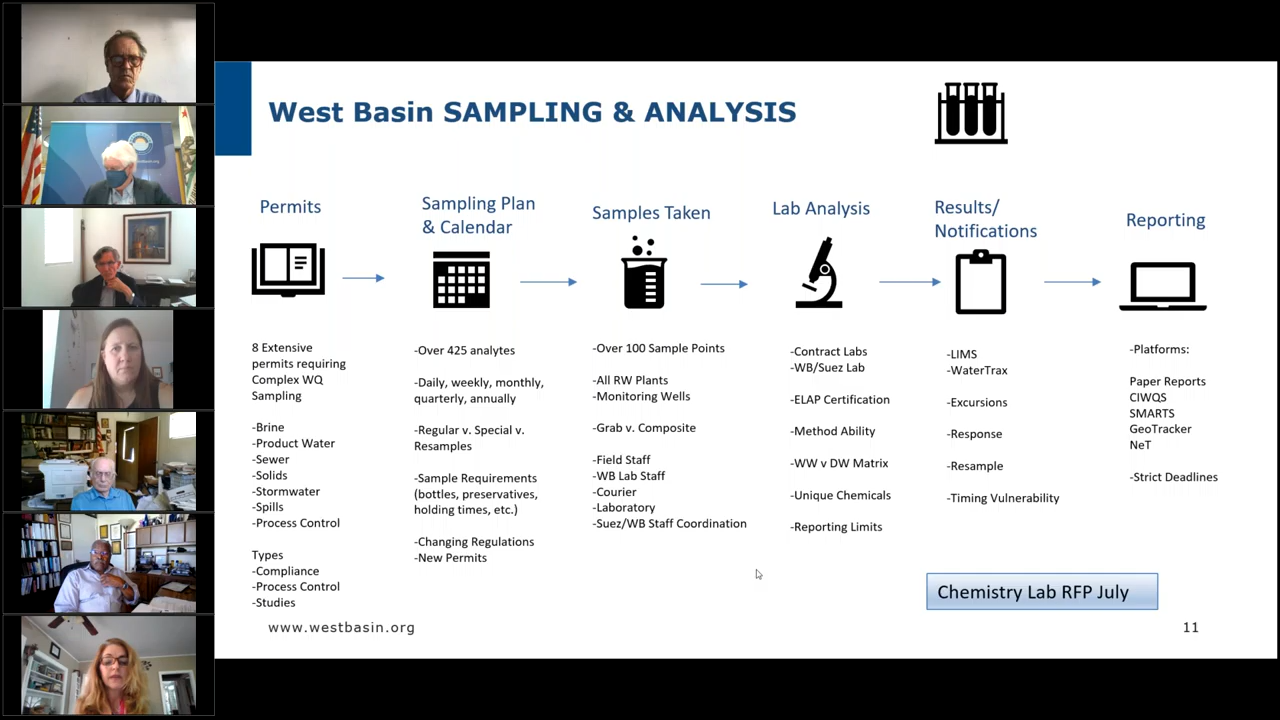 West Basin SAMPLING & ANALYSIS
Permits
8 Extensive
permits requiring
Complex WQ
Sampling
-Brine
-Product Water
-Sewer
-Solids
-Stormwater
-Spills
-Process Control
Types
-Compliance
-Process Control
-Studies
Sampling Plan
& Calendar
-Over 425 analytes
-Daily, weekly, monthly,
quarterly, annually
-Regular v. Special v.
Resamples
-Sample Requirements
(bottles, preservatives,
holding times, etc.)
-Changing Regulations
-New Permits
Samples Taken
-Over 100 Sample Points
-All RW Plants
-Monitoring Wells
-Grab v. Composite
-Field Staff
-WB Lab Staff
-Courier
-Laboratory
-Suez/WB Staff Coordination
Lab Analysis
-Contract Labs
-WB/Suez Lab
-ELAP Certification
-Method Ability
-WW v DW Matrix
-Unique Chemicals
-Reporting Limits
Results/
Notifications
-LIMS
-WaterTrax
-Excursions
-Response
-Resample
-Timing Vulnerability
Reporting
-Platforms:
Paper Reports
CIWQS
SMARTS
GeoTracker
NeT
-Strict Deadlines
Chemistry Lab RFP July
www.westbasin.org
11